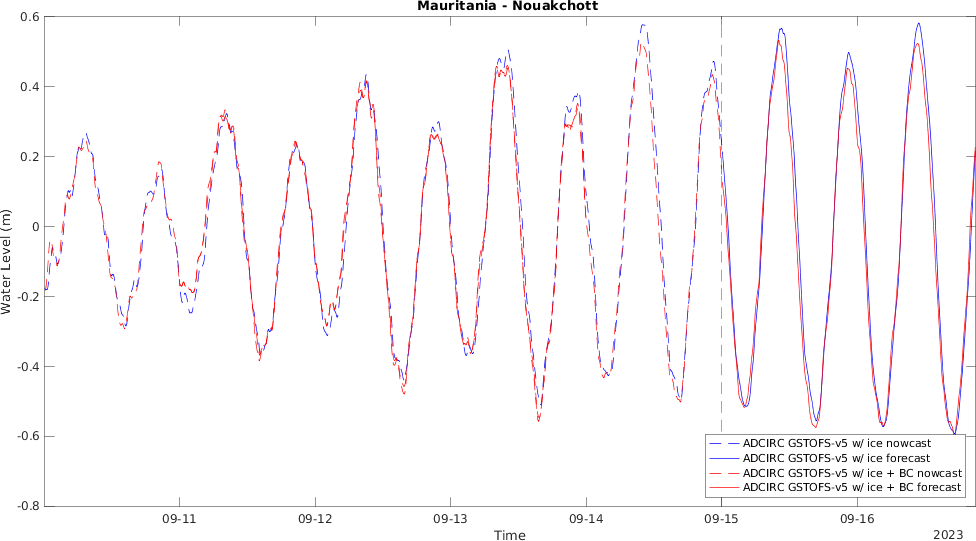 Mauritania - Nouakchott
0.6
0.4
0.2
0
-0.2
-0.4
-0.6
-0.8
Water Level (m)
09-11 09-12 09-13 09-14 09-15 09-16
Time
2023
ADCIRC GSTOFS-v5 w/ ice nowcast
ADCIRC GSTOFS-v5 w/ ice forecast
ADCIRC GSTOFS-v5 w/ ice + BC nowcast
ADCIRC GSTOFS-v5 w/ ice + BC forecast